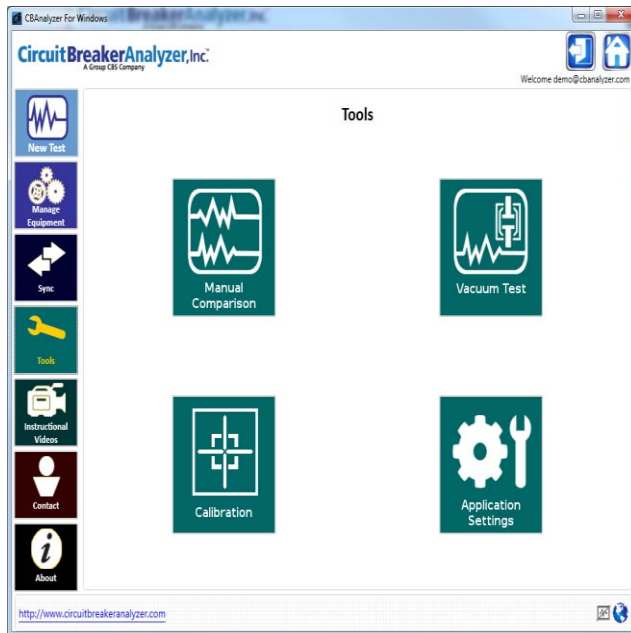 CBAnalyzer For Windows
CircuitBreakerAnalyzer,Inc.
A Group CBS Company
Welcome demo@cbanalyzer.com
New Test
Manage
Equipment
Sync
Tools
Instructional
Videos
Contact
About
Tools
Manual
Comparison
Vacuum Test
Calibration
Application
Settings
http://www.circuitbreakeranalyzer.com